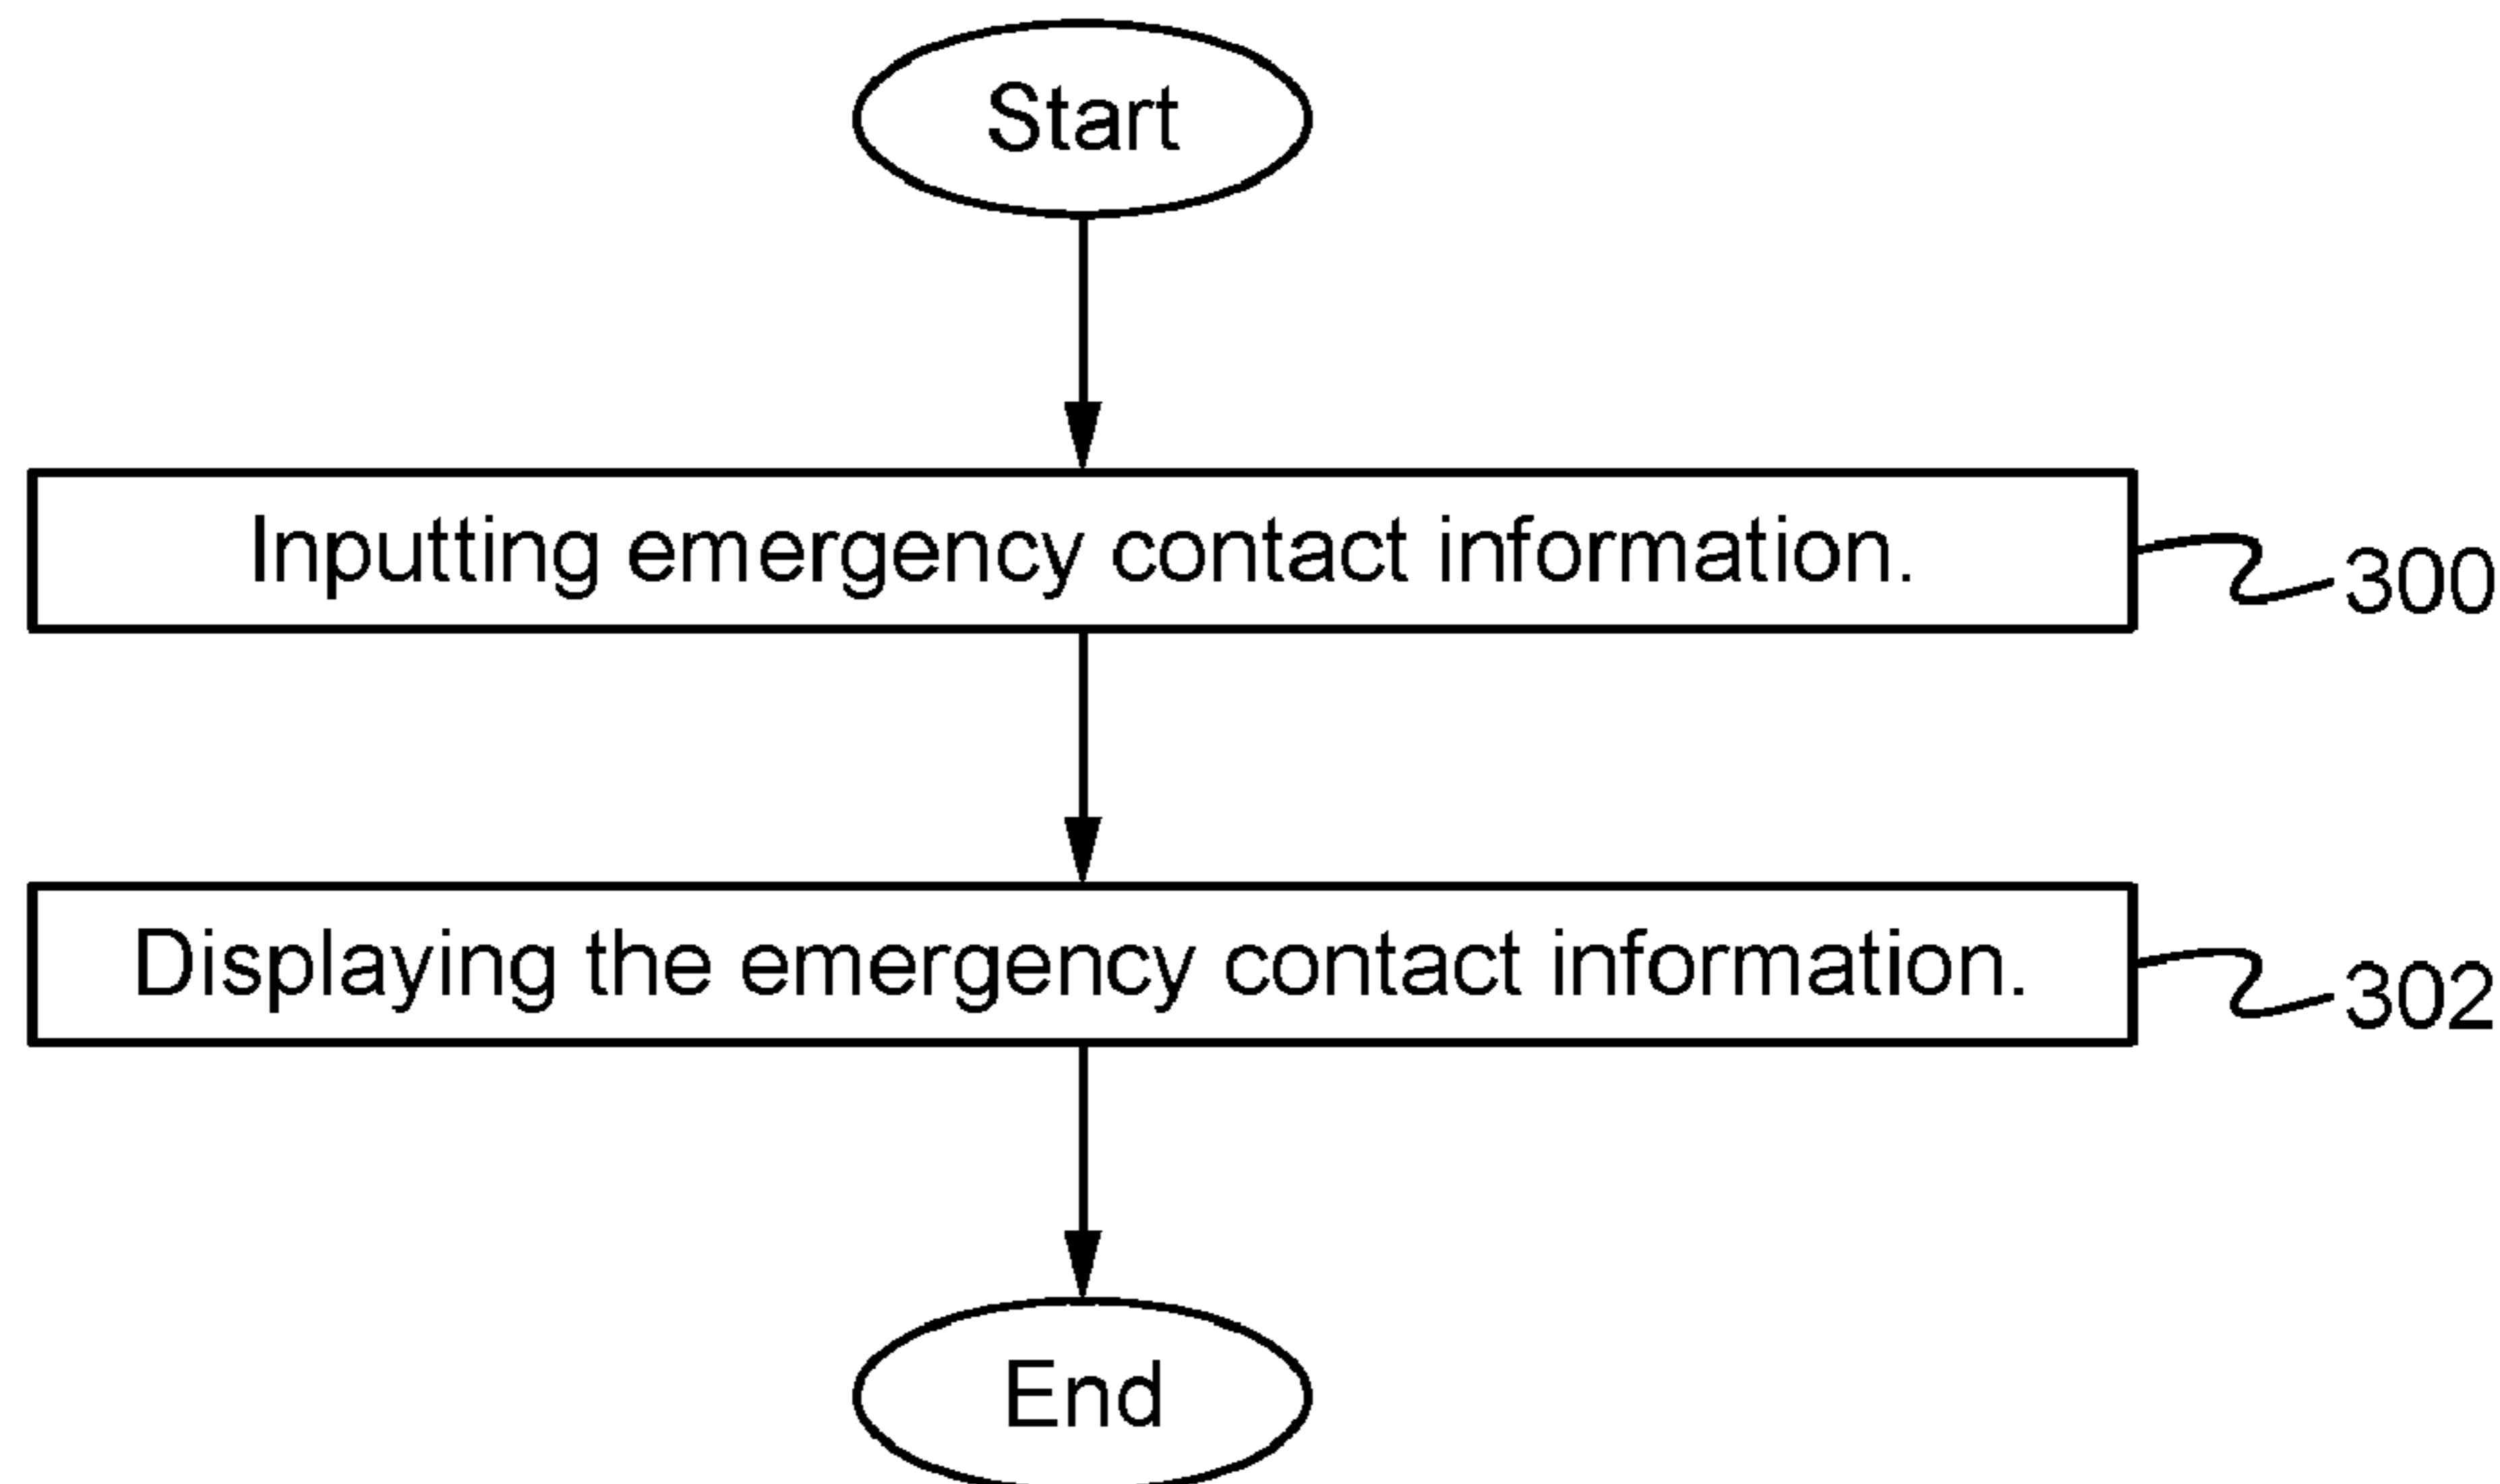 Start
Inputting emergency contact information.
300
Displaying the emergency contact information.
302
End